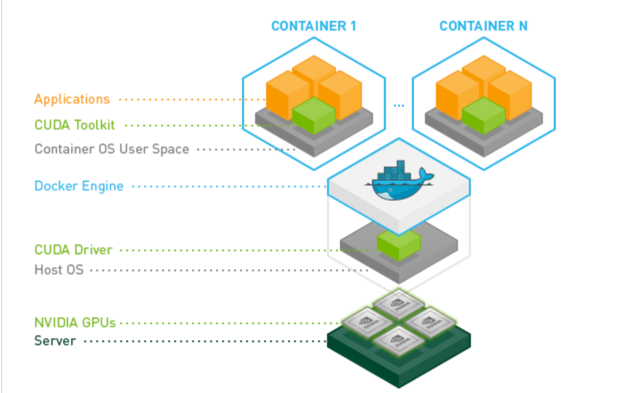 CONTAINER 1
CONTAINER N
...
Applications
CUDA Toolkit
Container OS User Space
Docker Engine
CUDA Driver
Host OS
NVIDIA GPUs
Server